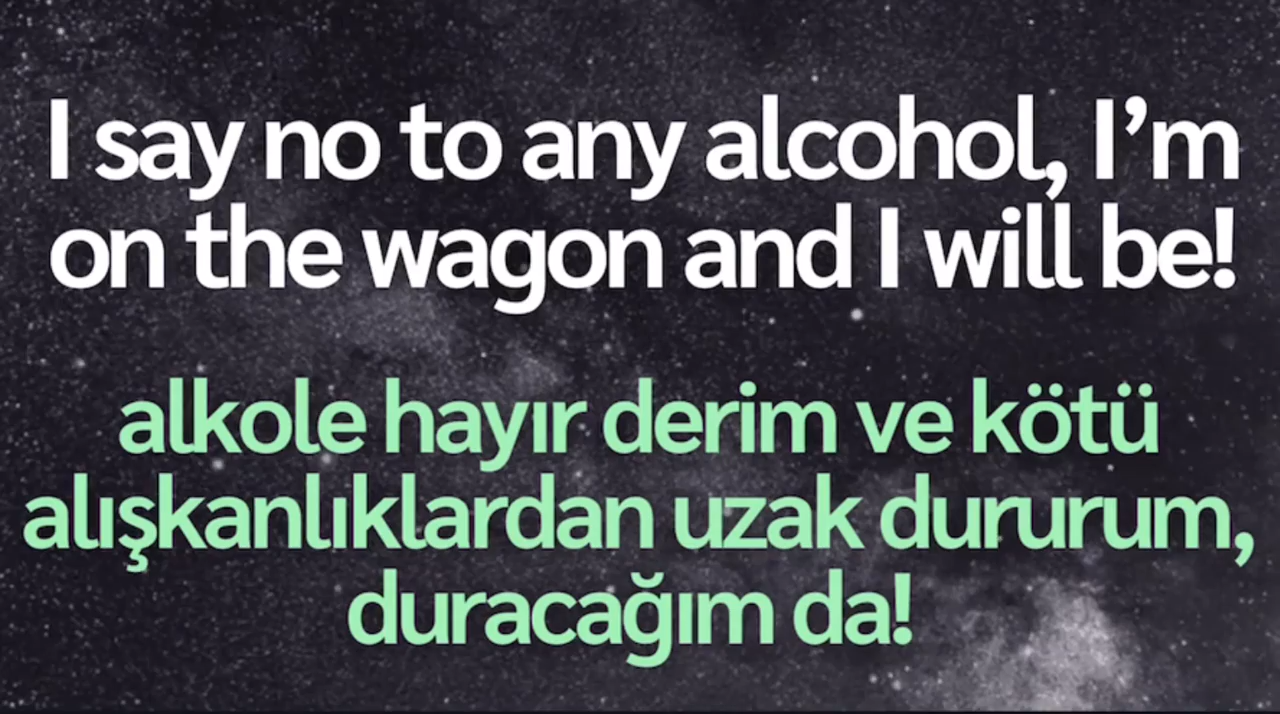 I say no to any alcohol, I’m
on the wagon and I will be!
alkole hayır derim ve kötü
alışkanlıklardan uzak dururum,
duracağım da!